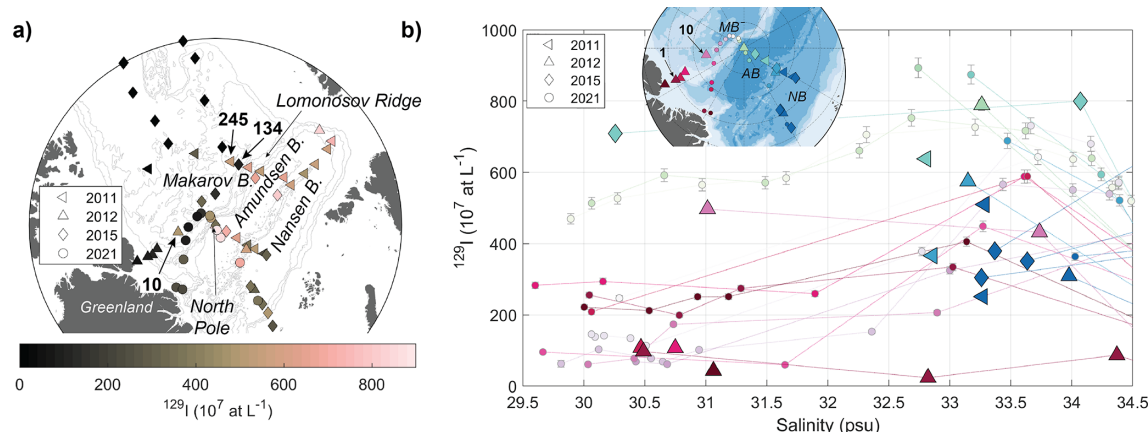 a)
Lomonosov Ridge
245
134
Makarov B.
Amundsen B.
Nansen B.
2011
2012
2015
2021
10
Greenland
North
Pole
0 200 400 600 800
¹²⁹I (10⁷ at L⁻¹)
b)
1000
800
600
400
200
0
¹²⁹I (10⁷ at L⁻¹)
2011
2012
2015
2021
10
1
MB
AB
NB
29.5 30 30.5 31 31.5 32 32.5 33 33.5 34 34.5
Salinity (psu)